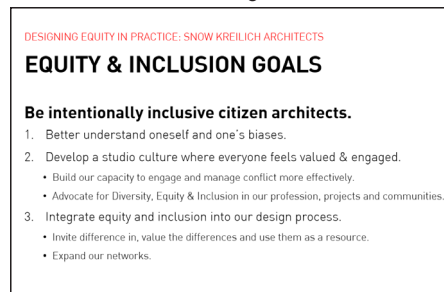 DESIGNING EQUITY IN PRACTICE: SNOW KREILICH ARCHITECTS
EQUITY & INCLUSION GOALS
Be intentionally inclusive citizen architects.
1. Better understand oneself and one's biases.
2. Develop a studio culture where everyone feels valued & engaged.
• Build our capacity to engage and manage conflict more effectively.
• Advocate for Diversity, Equity & Inclusion in our profession, projects and communities.
3. Integrate equity and inclusion into our design process.
• Invite difference in, value the differences and use them as a resource.
• Expand our networks.